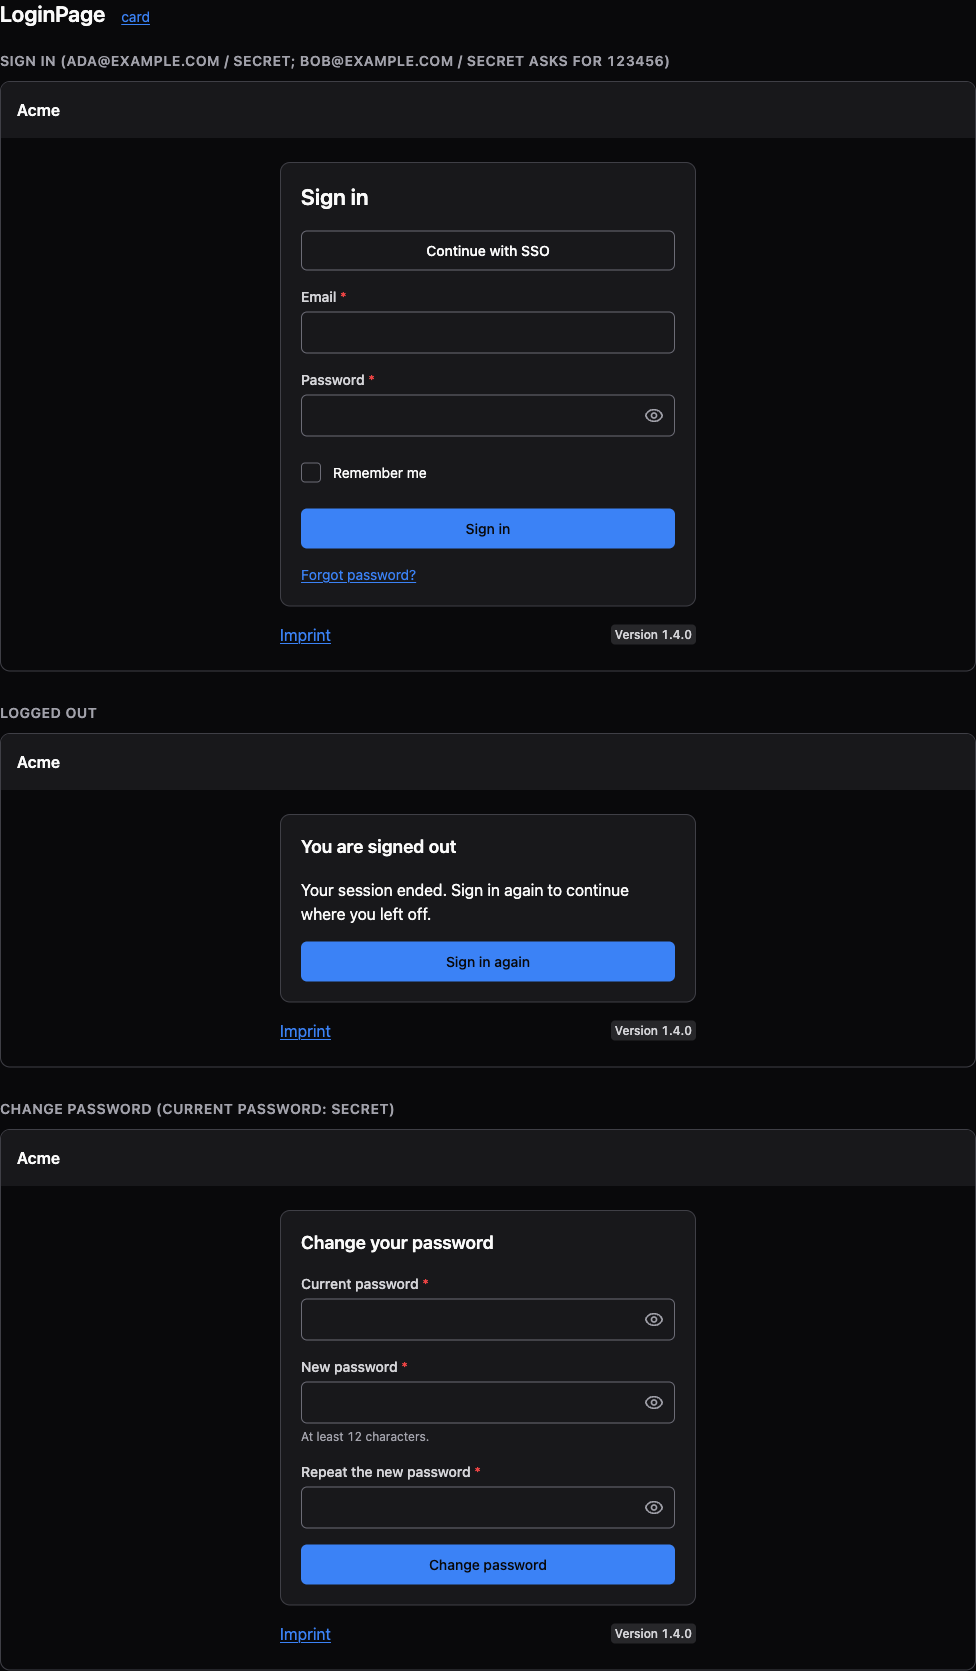 LoginPage card
SIGN IN (ADA@EXAMPLE.COM / SECRET; BOB@EXAMPLE.COM / SECRET ASKS FOR 123456)
Acme
Sign in
Continue with SSO
Email *
Password *
Remember me
Sign in
Forgot password?
Imprint Version 1.4.0
LOGGED OUT
Acme
You are signed out
Your session ended. Sign in again to continue
where you left off.
Sign in again
Imprint Version 1.4.0
CHANGE PASSWORD (CURRENT PASSWORD: SECRET)
Acme
Change your password
Current password *
New password *
At least 12 characters.
Repeat the new password *
Change password
Imprint Version 1.4.0